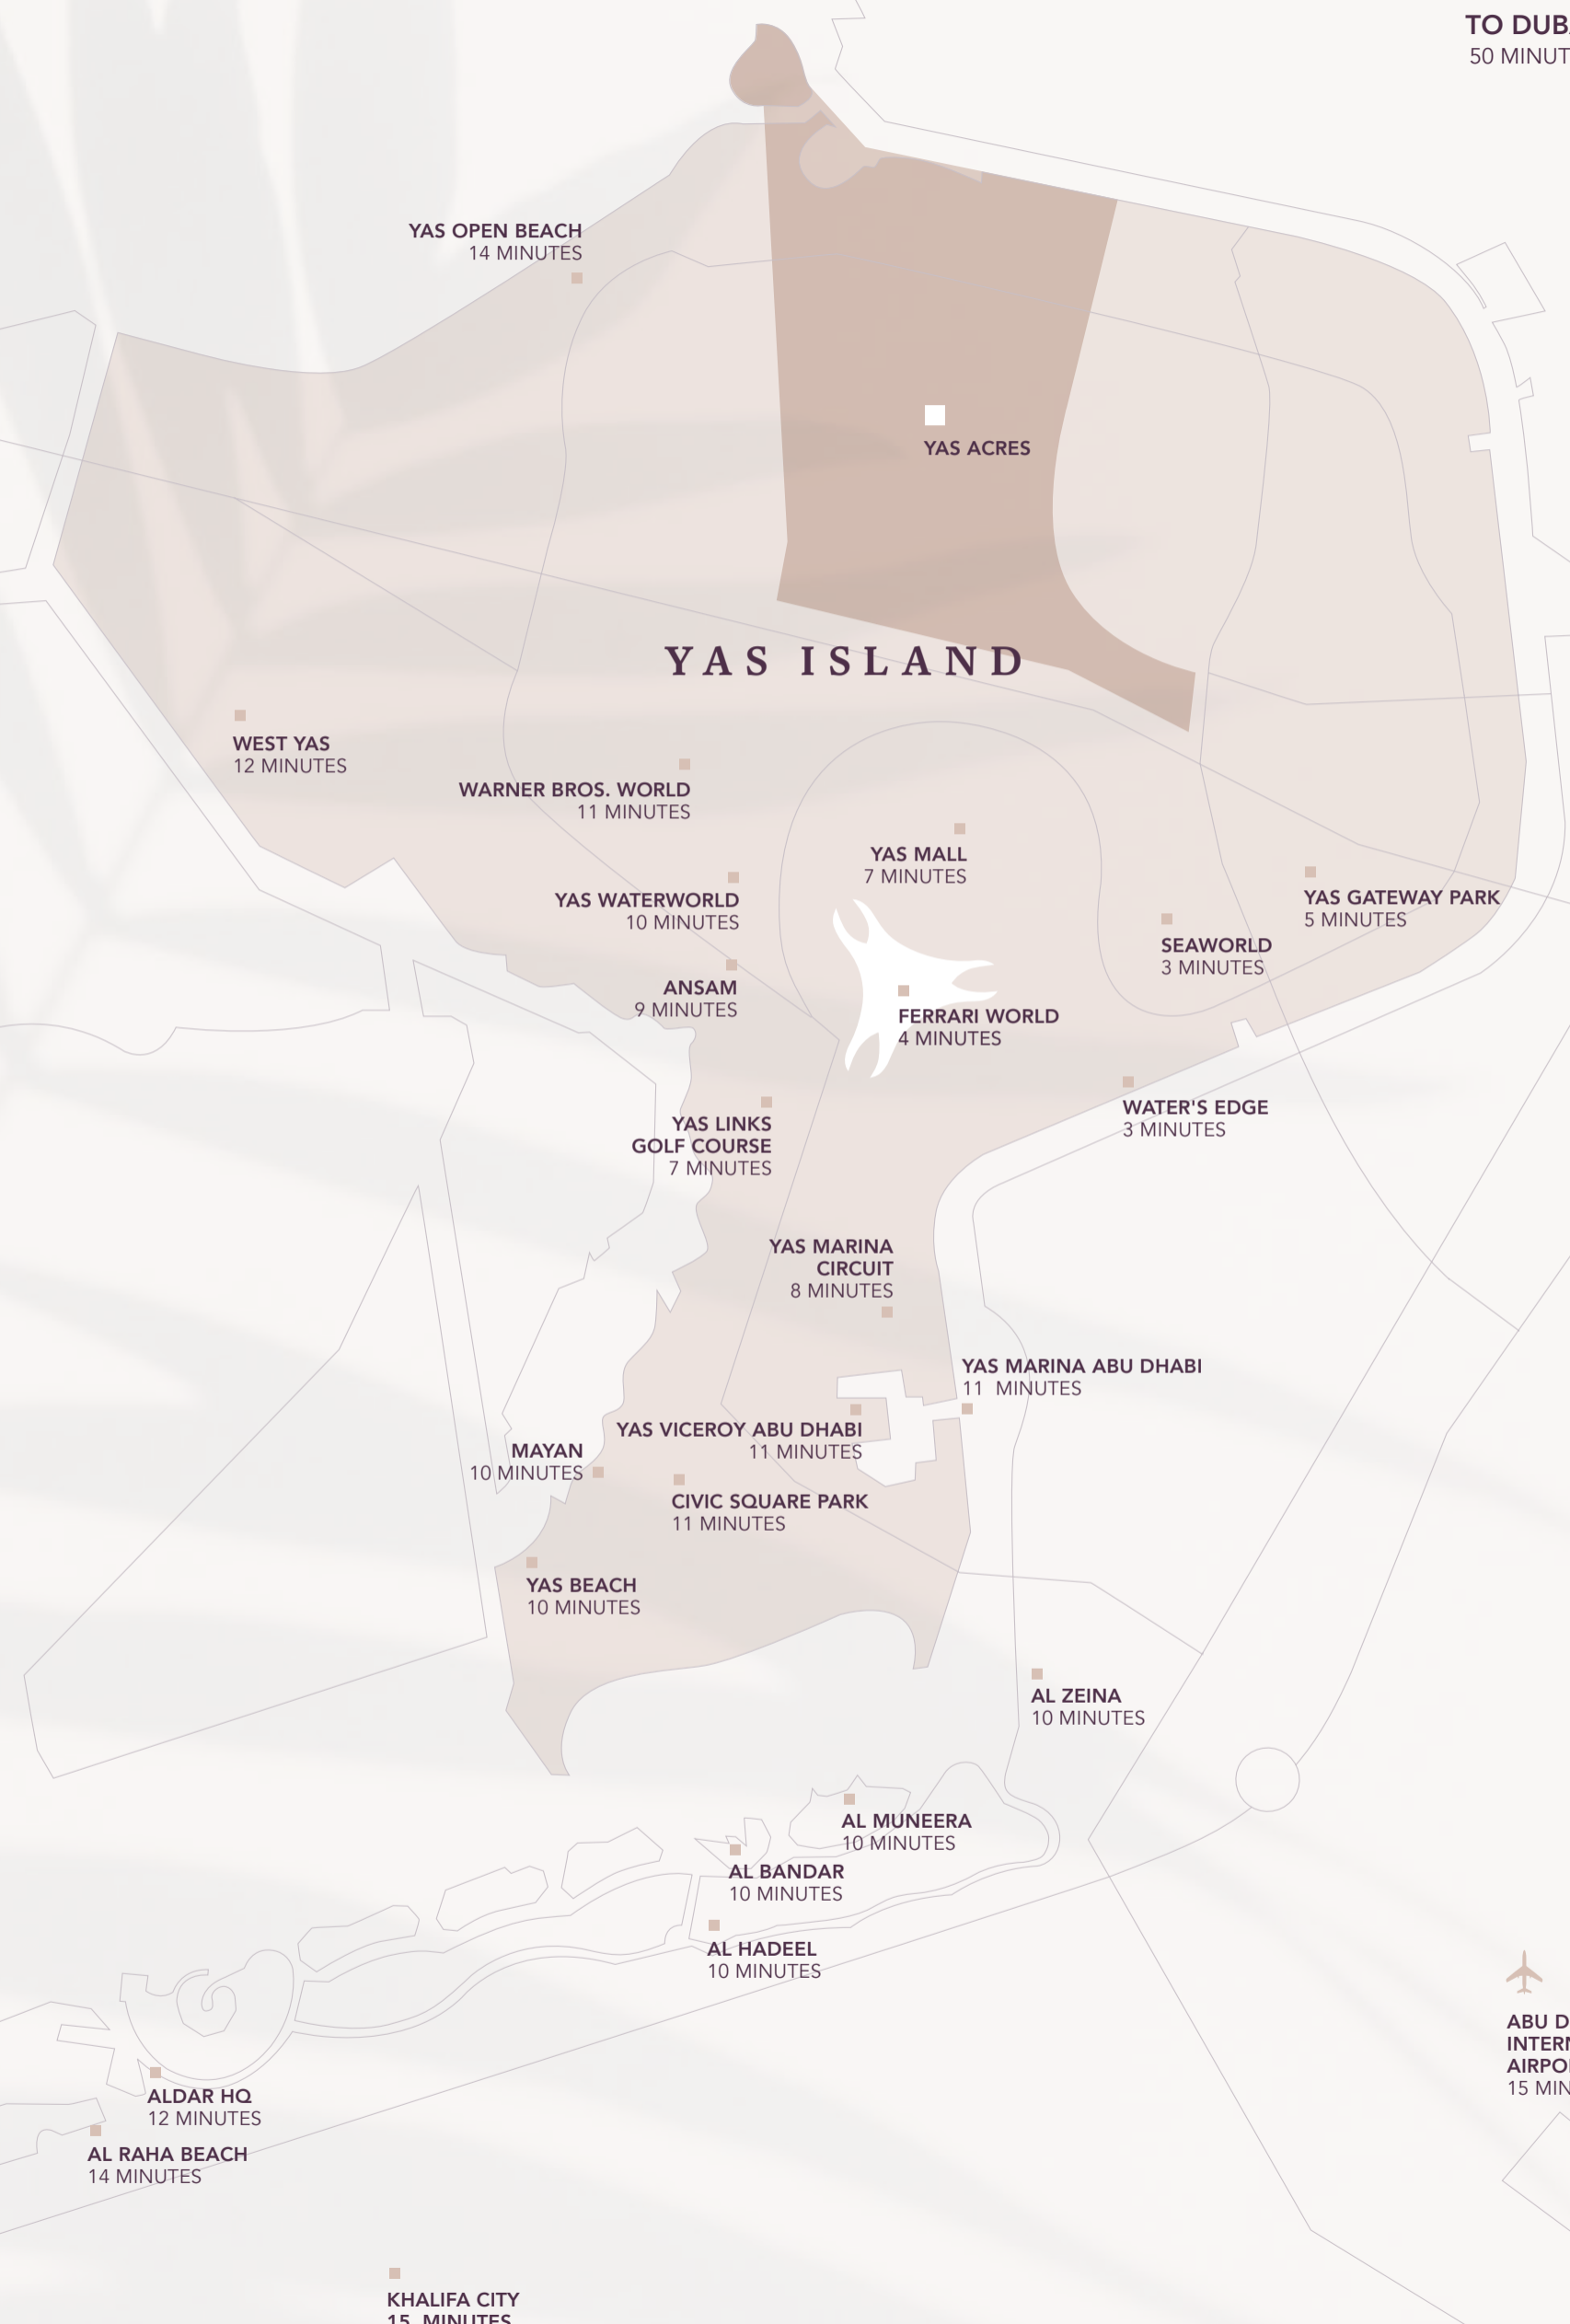 TO DUB
50 MINUT
YAS OPEN BEACH
14 MINUTES
YAS ACRES
YAS ISLAND
WEST YAS
12 MINUTES
WARNER BROS. WORLD
11 MINUTES
YAS MALL
7 MINUTES
YAS WATERWORLD
10 MINUTES
YAS GATEWAY PARK
5 MINUTES
SEAWORLD
3 MINUTES
ANSAM
9 MINUTES
FERRARI WORLD
4 MINUTES
WATER'S EDGE
3 MINUTES
YAS LINKS
GOLF COURSE
7 MINUTES
YAS MARINA
CIRCUIT
8 MINUTES
YAS MARINA ABU DHABI
11 MINUTES
YAS VICEROY ABU DHABI
11 MINUTES
MAYAN
10 MINUTES
CIVIC SQUARE PARK
11 MINUTES
YAS BEACH
10 MINUTES
AL ZEINA
10 MINUTES
AL MUNEERA
10 MINUTES
AL BANDAR
10 MINUTES
AL HADEEL
10 MINUTES
ABU D
INTER
AIRPO
15 MIN
ALDAR HQ
12 MINUTES
AL RAHA BEACH
14 MINUTES
KHALIFA CITY
15 MINUTES